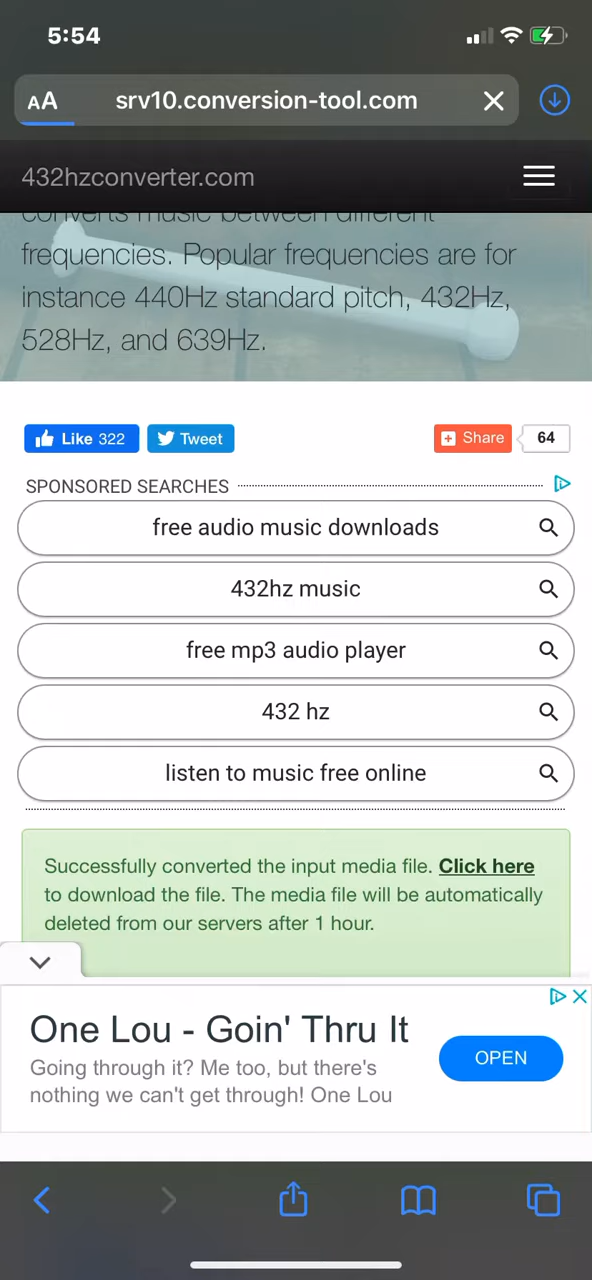 5:54
AA srv10.conversion-tool.com
432hzconverter.com
converts music between different
frequencies. Popular frequencies are for
instance 440Hz standard pitch, 432Hz,
528Hz, and 639Hz.
Like 322 Tweet Share 64
SPONSORED SEARCHES
free audio music downloads
432hz music
free mp3 audio player
432 hz
listen to music free online
Successfully converted the input media file. Click here
to download the file. The media file will be automatically
deleted from our servers after 1 hour.
One Lou - Goin' Thru It
Going through it? Me too, but there's
nothing we can't get through! One Lou
OPEN